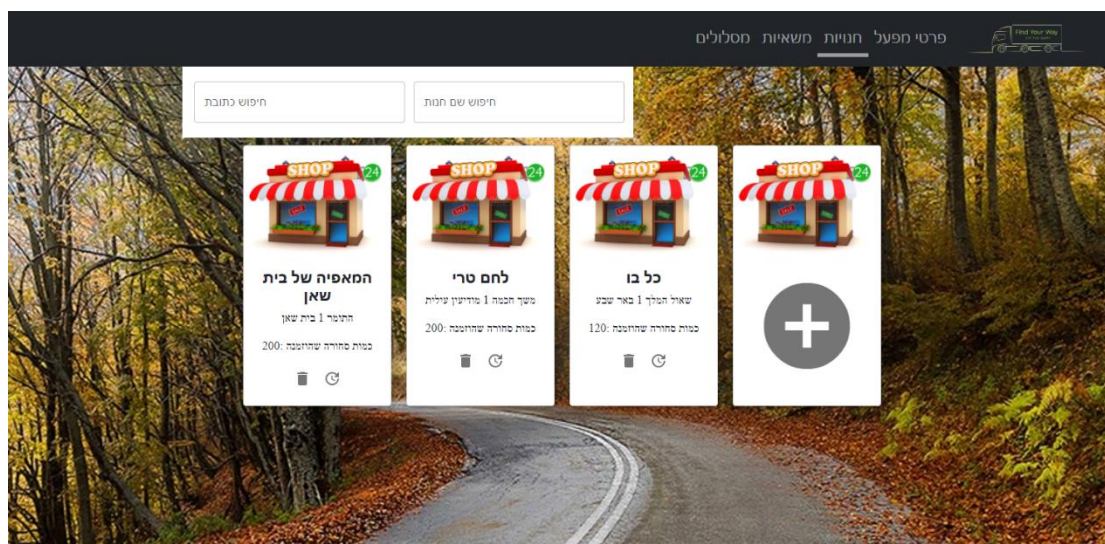 Find Your Way
פרטי מפעל חנויות משאיות מסלולים
חיפוש שם חנות
חיפוש כתובת
SHOP 24
SHOP 24
SHOP 24
SHOP 24
כל בו
שאול המלך 1 באר שבע
כמות סחורה שהוזמנה :120
לחם טרי
משך חכמה 1 מודיעין עילית
כמות סחורה שהוזמנה :200
המאפיה של בית
שאן
התומר 1 בית שאן
כמות סחורה שהוזמנה :200